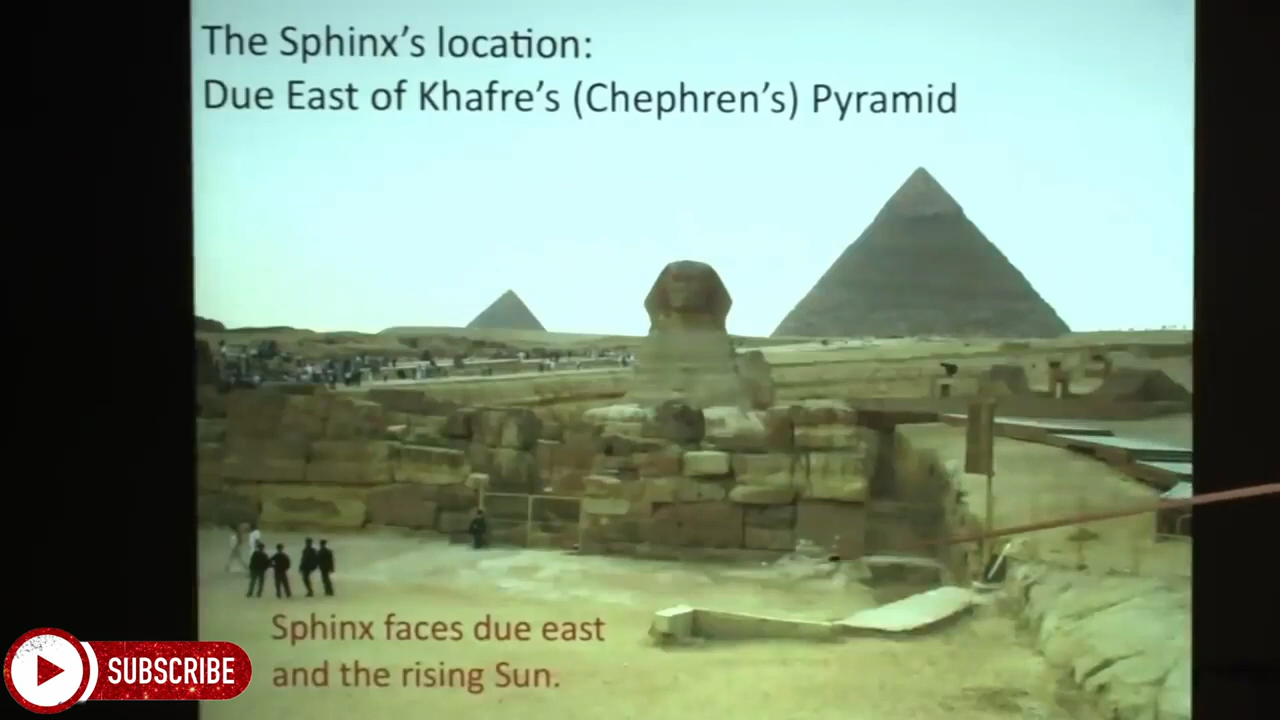 The Sphinx's location:
Due East of Khafre's (Chephren's) Pyramid
Sphinx faces due east
and the rising Sun.
SUBSCRIBE